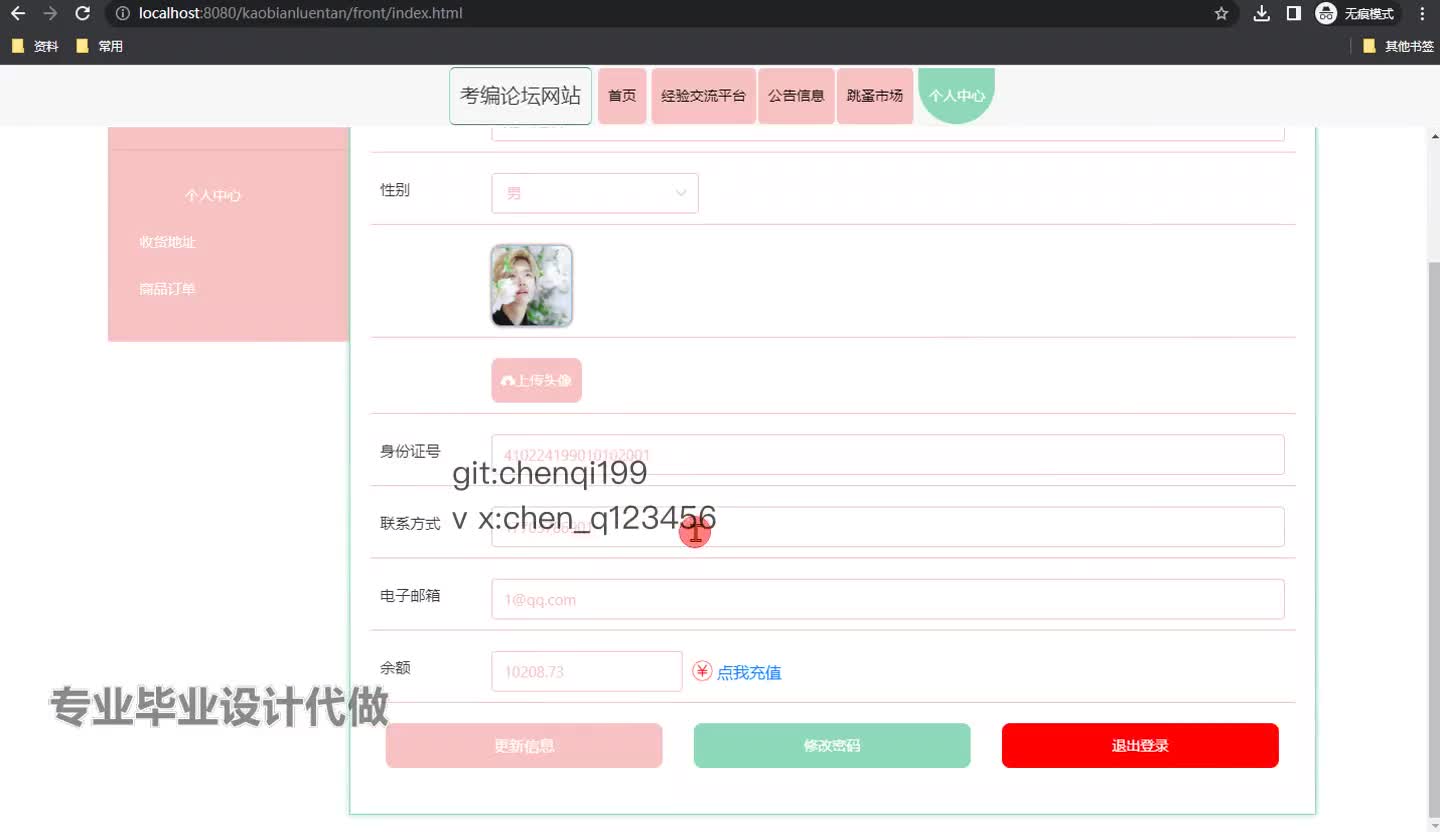 localhost:8080/kaobianluentan/front/index.html
无痕模式
资料
常用
其他书签
考编论坛网站
首页
经验交流平台
公告信息
跳蚤市场
个人中心
个人中心
收货地址
商品订单
性别
男
上传头像
身份证号
410224199010102001
git:chenqi199
联系方式
v x:chen_q123456
电子邮箱
1@qq.com
余额
10208.73
¥ 点我充值
专业毕业设计代做
更新信息
修改密码
退出登录